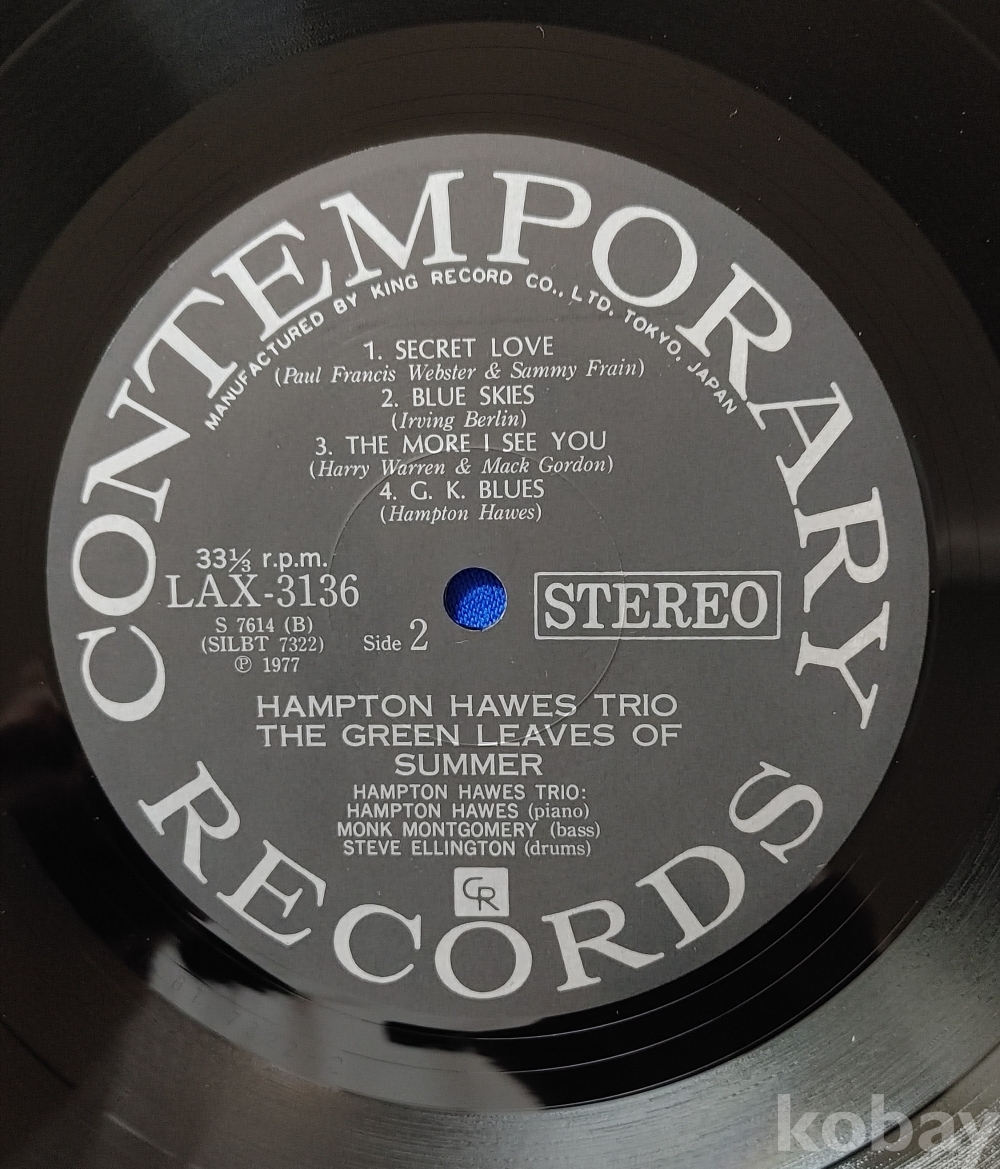 CONTEMPORARY
MANUFACTURED BY KING RECORD CO., LTD. TOKYO. JAPAN
1. SECRET LOVE
(Paul Francis Webster & Sammy Frain)
2. BLUE SKIES
(Irving Berlin)
3. THE MORE I SEE YOU
(Harry Warren & Mack Gordon)
4. G. K. BLUES
(Hampton Hawes)
33⅓ r.p.m.
LAX-3136
S 7614 (B)
(SILBT 7322)
℗ 1977
Side 2
STEREO
HAMPTON HAWES TRIO
THE GREEN LEAVES OF
SUMMER
HAMPTON HAWES TRIO:
HAMPTON HAWES (piano)
MONK MONTGOMERY (bass)
STEVE ELLINGTON (drums)
CR
RECORDS
kobay